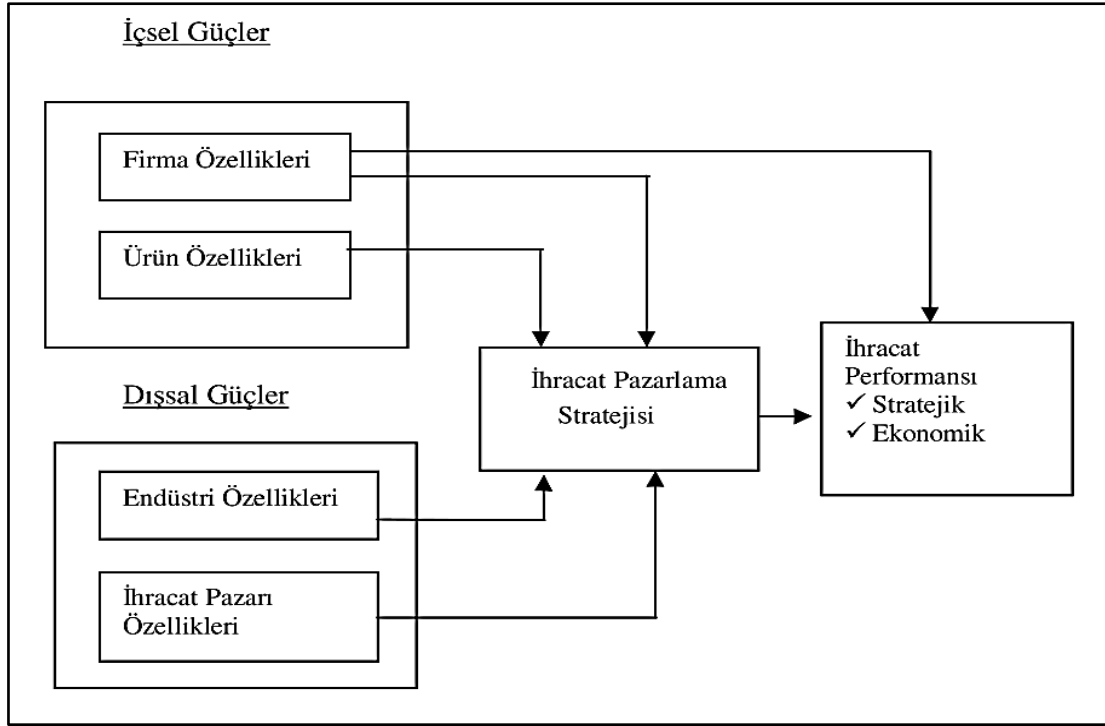 İçsel Güçler
Firma Özellikleri
Ürün Özellikleri
Dışsal Güçler
Endüstri Özellikleri
İhracat Pazarı
Özellikleri
İhracat Pazarlama
Stratejisi
İhracat
Performansı
✓ Stratejik
✓ Ekonomik